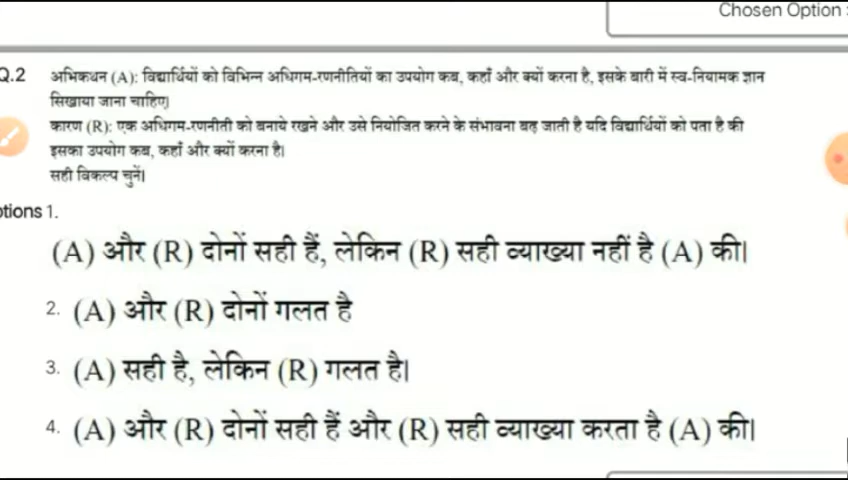 Chosen Option :
Q.2 अभिकथन (A): विद्यार्थियों को विभिन्न अधिगम-रणनीतियों का उपयोग कब, कहाँ और क्यों करना है, इसके बारी में स्व-नियामक ज्ञान
सिखाया जाना चाहिए|
कारण (R): एक अधिगम-रणनीती को बनाये रखने और उसे नियोजित करने के संभावना बढ़ जाती है यदि विद्यार्थियों को पता है की
इसका उपयोग कब, कहाँ और क्यों करना है।
सही विकल्प चुनें।
tions 1.
(A) और (R) दोनों सही हैं, लेकिन (R) सही व्याख्या नहीं है (A) की।
2. (A) और (R) दोनों गलत है
3. (A) सही है, लेकिन (R) गलत है।
4. (A) और (R) दोनों सही हैं और (R) सही व्याख्या करता है (A) की।